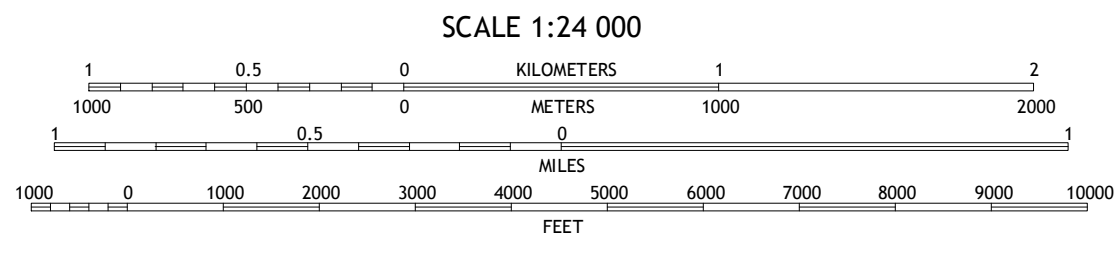 SCALE 1:24 000
1 0.5 0 KILOMETERS 1 2
1000 500 0 METERS 1000 2000
1 0.5 0 1
MILES
1000 0 1000 2000 3000 4000 5000 6000 7000 8000 9000 10000
FEET